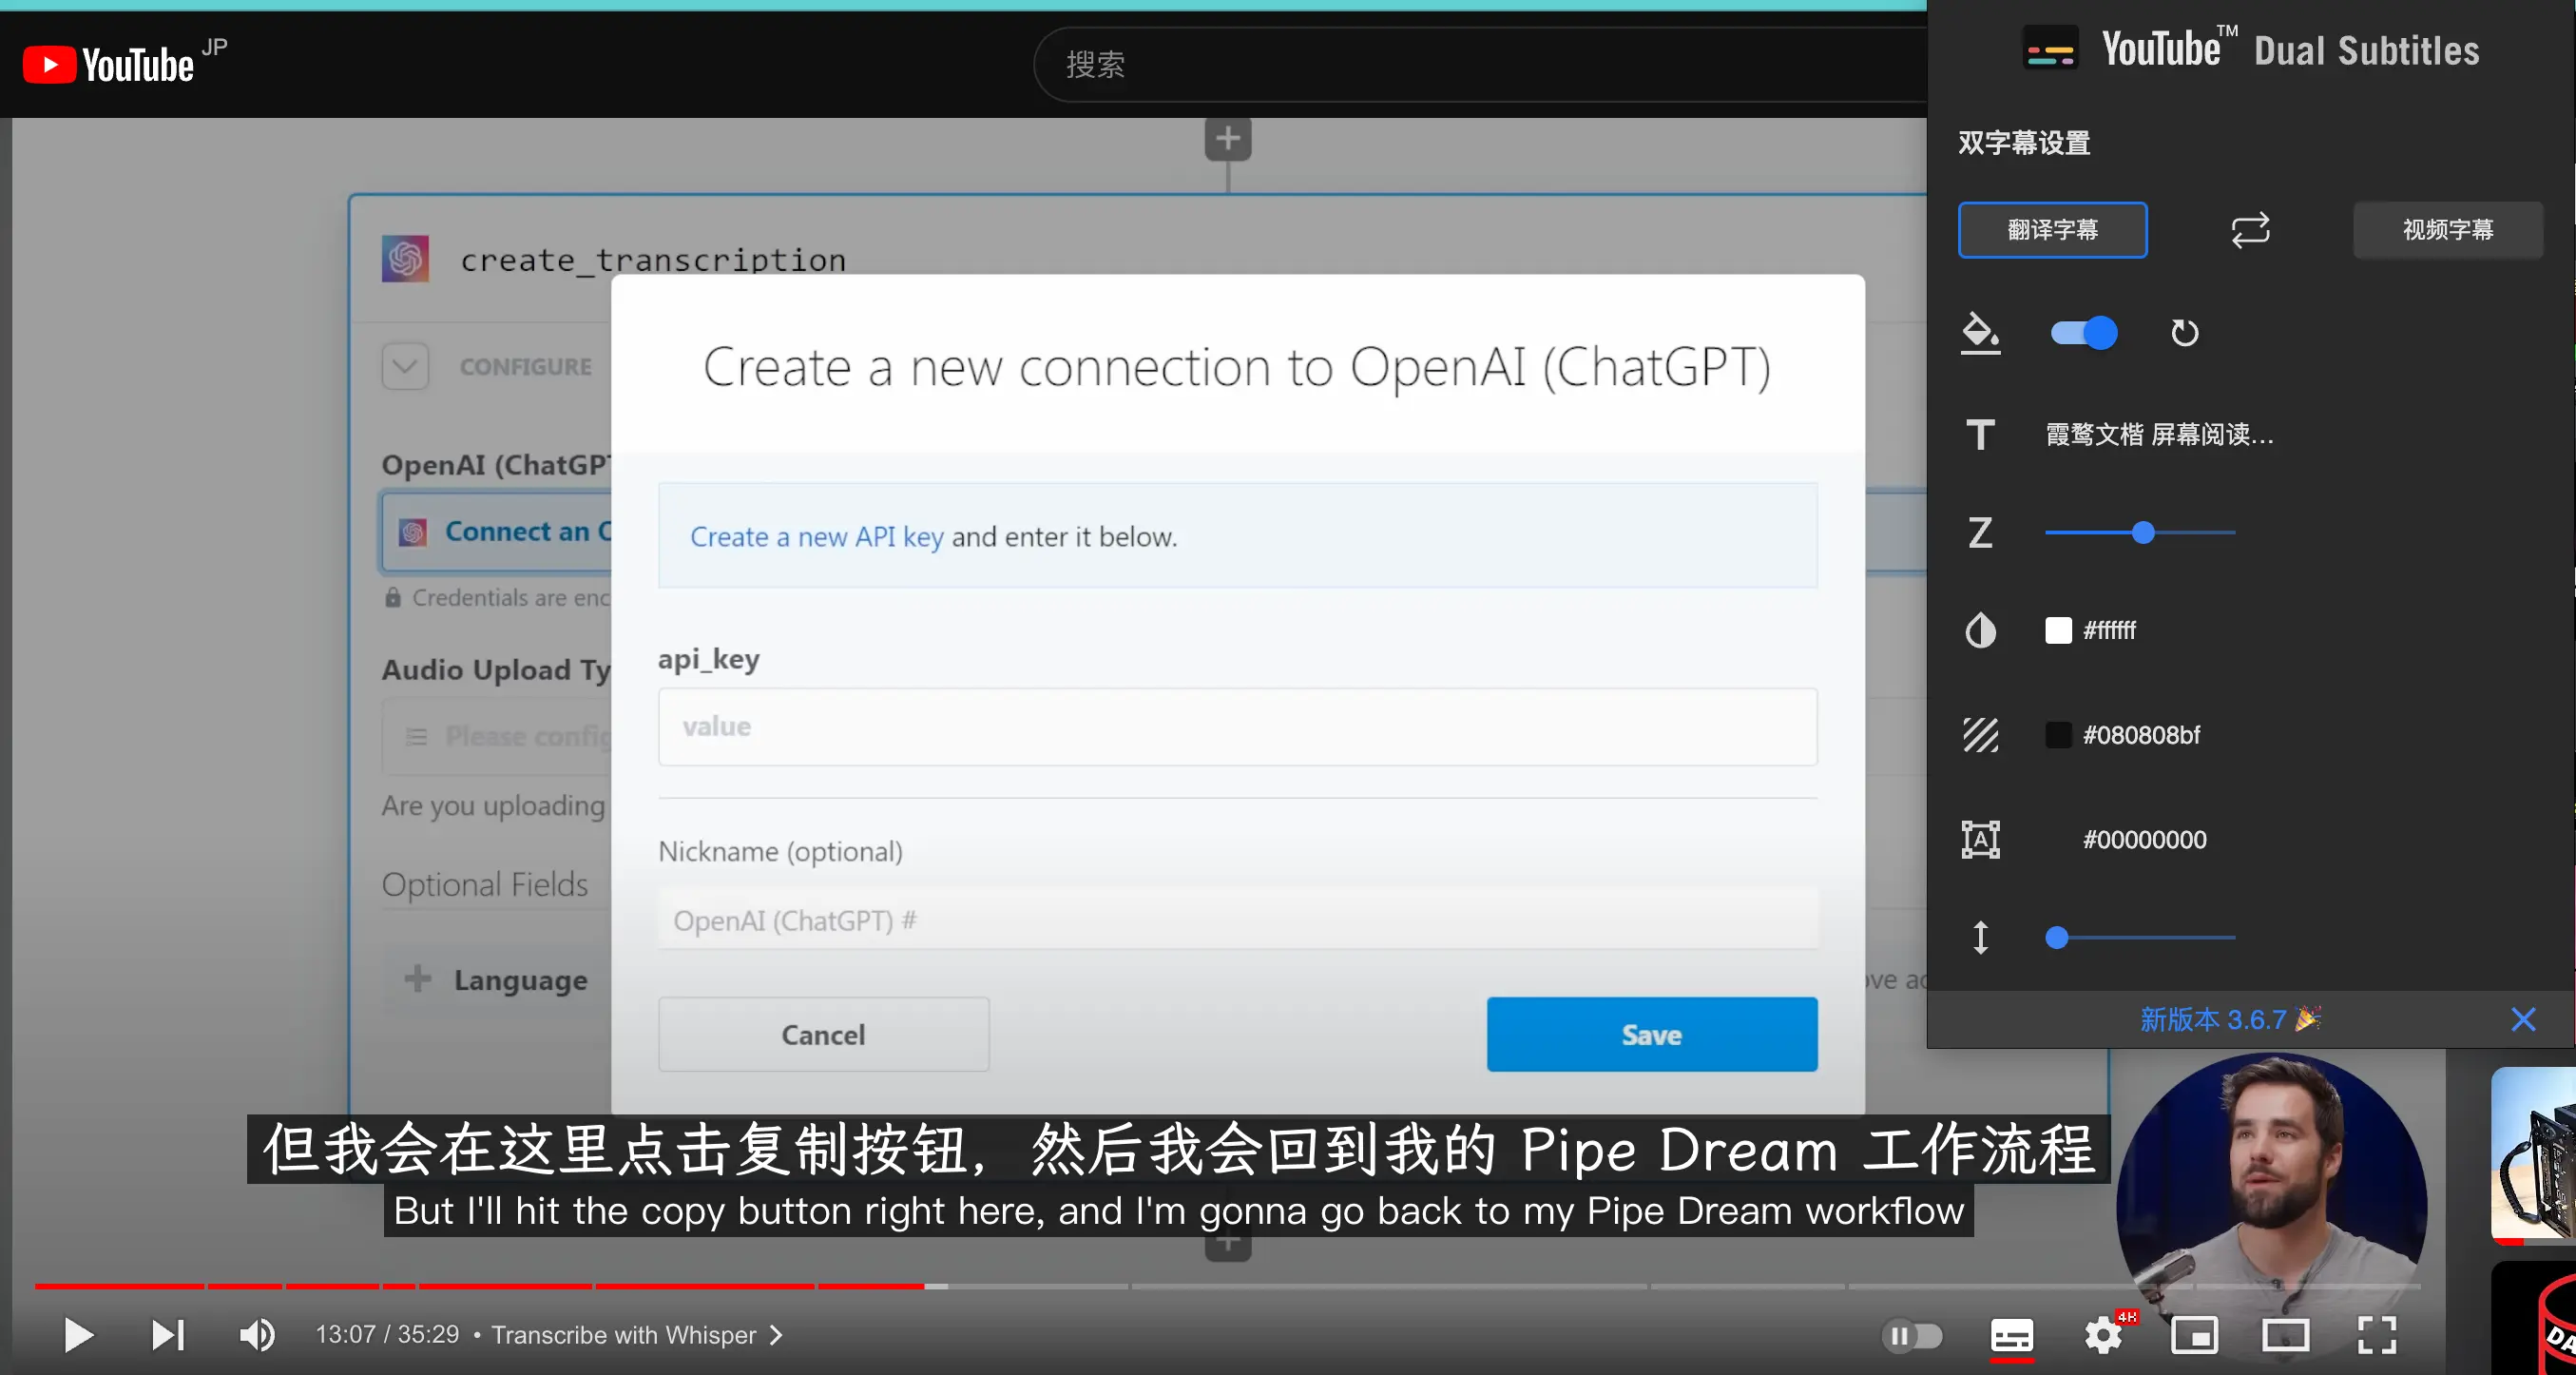 YouTube JP
搜索
create_transcription
CONFIGURE
OpenAI (ChatGPT
Connect an
Credentials are enc
Audio Upload Ty
Please config
Are you uploading
Optional Fields
Language
Create a new connection to OpenAI (ChatGPT)
Create a new API key and enter it below.
api_key
value
Nickname (optional)
OpenAI (ChatGPT) #
Cancel
Save
但我会在这里点击复制按钮，然后我会回到我的 Pipe Dream 工作流程
But I'll hit the copy button right here, and I'm gonna go back to my Pipe Dream workflow
13:07 / 35:29 • Transcribe with Whisper
4K
YouTube™ Dual Subtitles
双字幕设置
翻译字幕
视频字幕
T
霞鹜文楷 屏幕阅读...
Z
#ffffff
#080808bf
A
#00000000
新版本 3.6.7 🎉